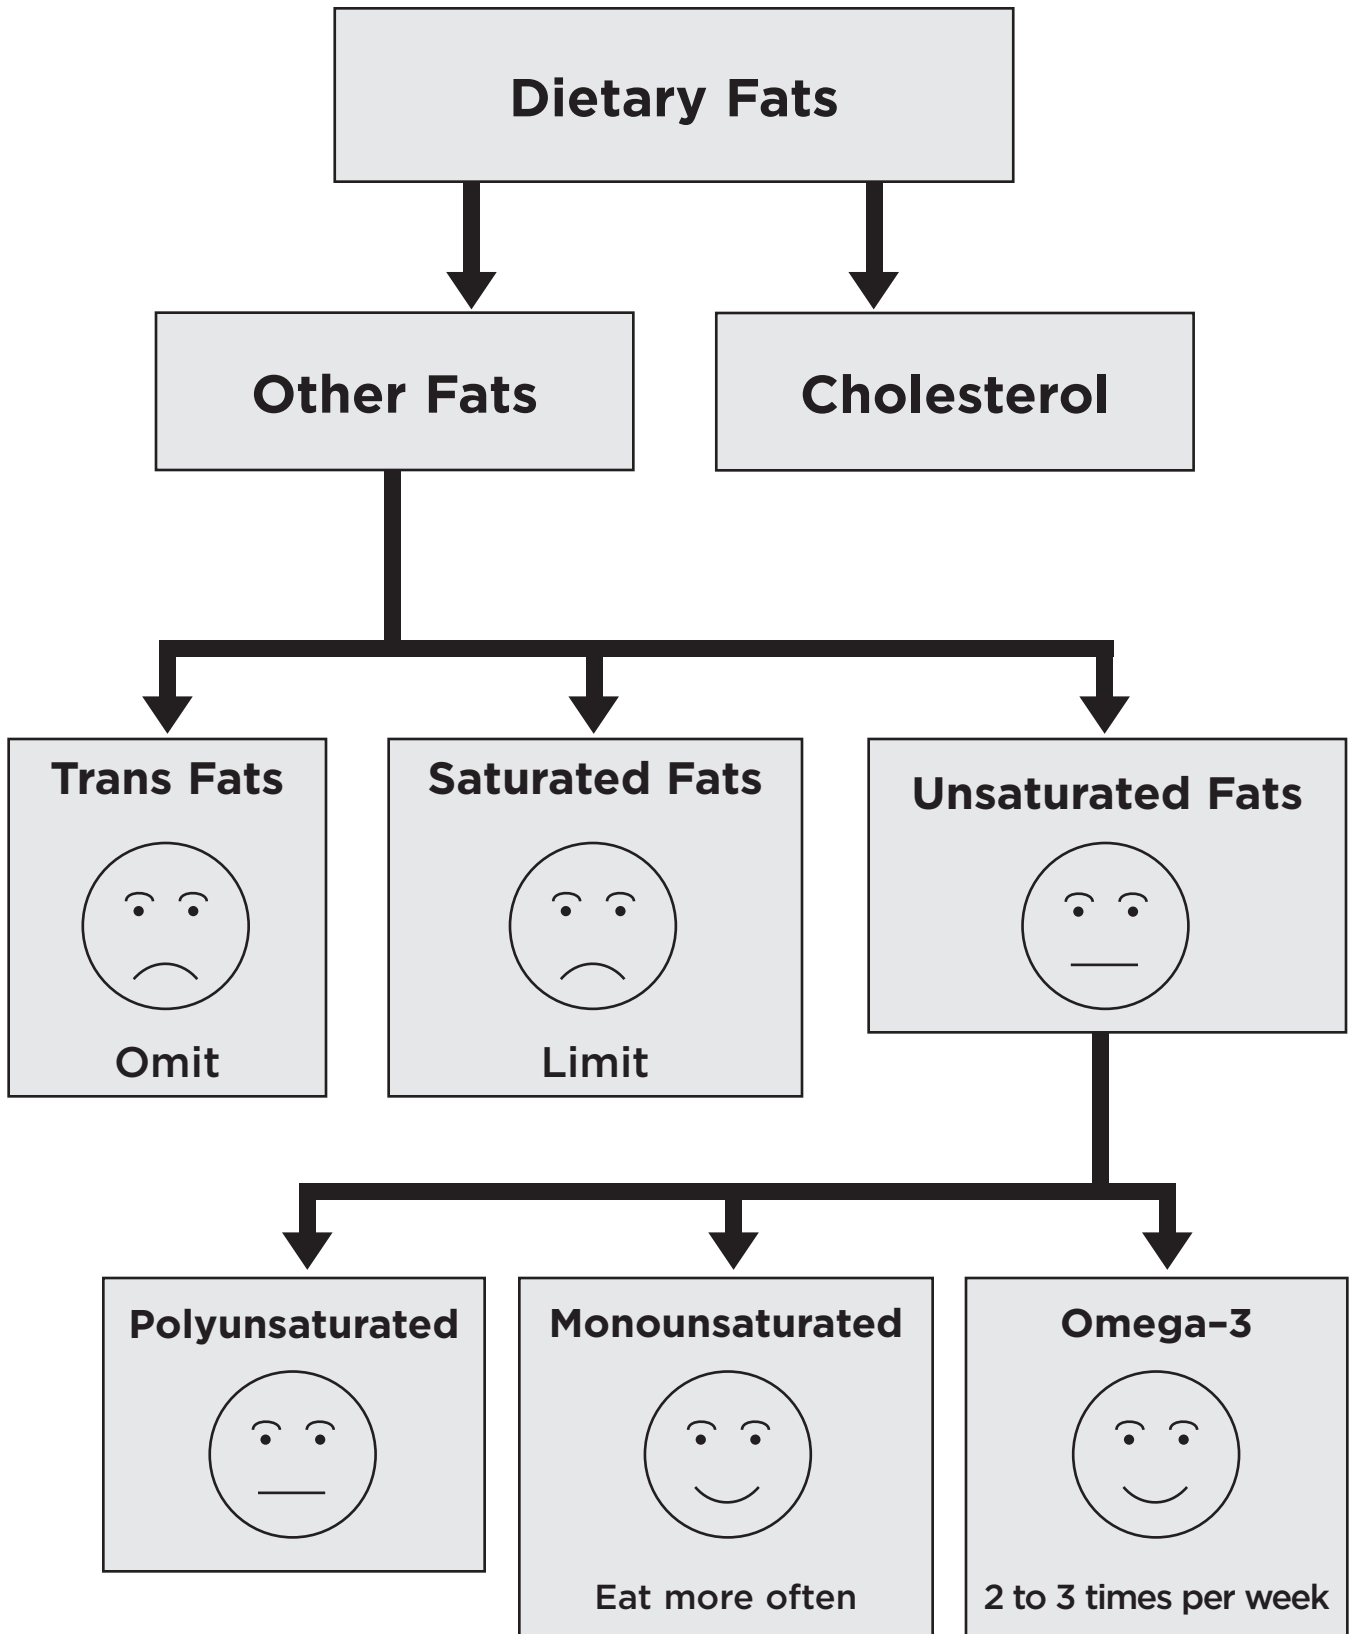 Dietary Fats
Other Fats
Cholesterol
Trans Fats
Omit
Saturated Fats
Limit
Unsaturated Fats
Polyunsaturated
Monounsaturated
Eat more often
Omega–3
2 to 3 times per week